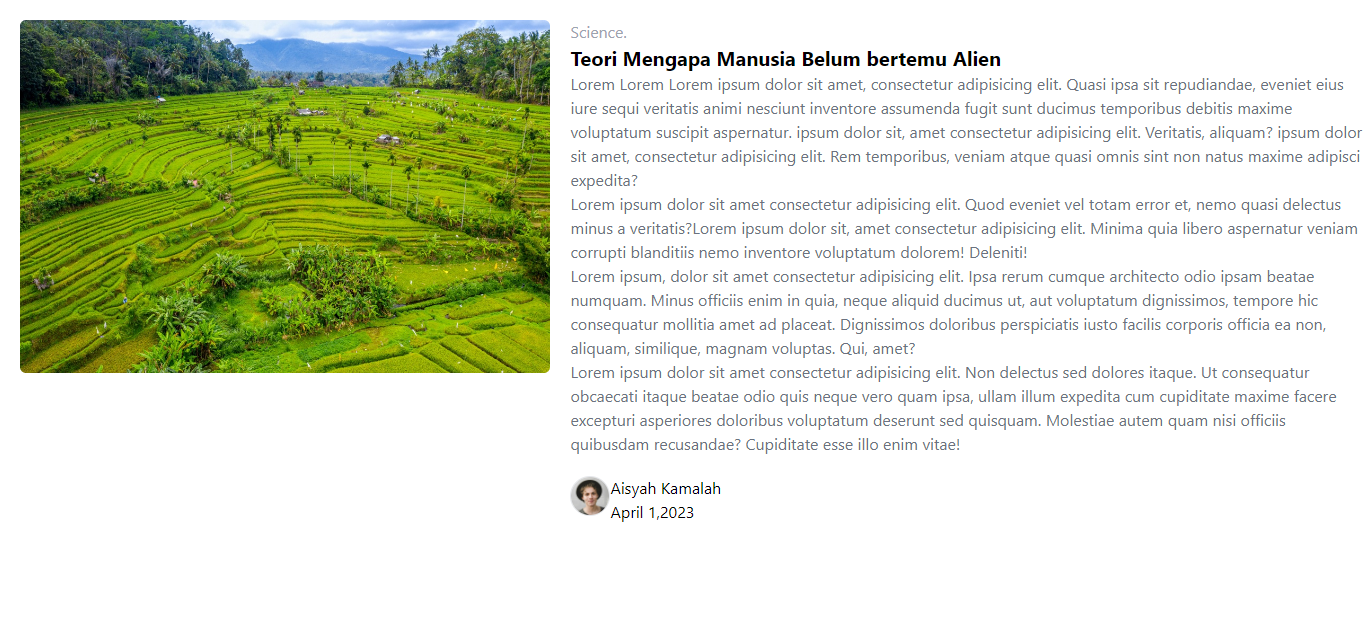 Science.
Teori Mengapa Manusia Belum bertemu Alien
Lorem Lorem Lorem ipsum dolor sit amet, consectetur adipisicing elit. Quasi ipsa sit repudiandae, eveniet eius
iure sequi veritatis animi nesciunt inventore assumenda fugit sunt ducimus temporibus debitis maxime
voluptatum suscipit aspernatur. ipsum dolor sit, amet consectetur adipisicing elit. Veritatis, aliquam? ipsum dolor
sit amet, consectetur adipisicing elit. Rem temporibus, veniam atque quasi omnis sint non natus maxime adipisci
expedita?
Lorem ipsum dolor sit amet consectetur adipisicing elit. Quod eveniet vel totam error et, nemo quasi delectus
minus a veritatis?Lorem ipsum dolor sit, amet consectetur adipisicing elit. Minima quia libero aspernatur veniam
corrupti blanditiis nemo inventore voluptatum dolorem! Deleniti!
Lorem ipsum, dolor sit amet consectetur adipisicing elit. Ipsa rerum cumque architecto odio ipsam beatae
numquam. Minus officiis enim in quia, neque aliquid ducimus ut, aut voluptatum dignissimos, tempore hic
consequatur mollitia amet ad placeat. Dignissimos doloribus perspiciatis iusto facilis corporis officia ea non,
aliquam, similique, magnam voluptas. Qui, amet?
Lorem ipsum dolor sit amet consectetur adipisicing elit. Non delectus sed dolores itaque. Ut consequatur
obcaecati itaque beatae odio quis neque vero quam ipsa, ullam illum expedita cum cupiditate maxime facere
excepturi asperiores doloribus voluptatum deserunt sed quisquam. Molestiae autem quam nisi officiis
quibusdam recusandae? Cupiditate esse illo enim vitae!
Aisyah Kamalah
April 1,2023